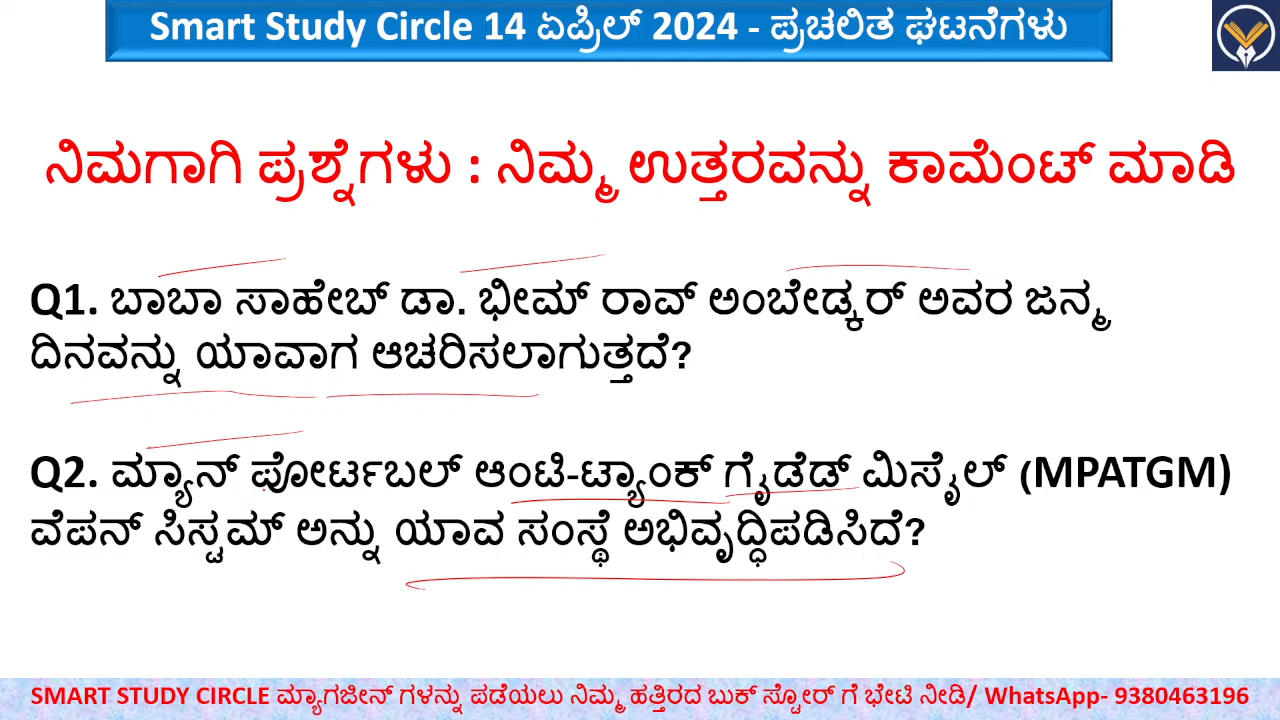 Smart Study Circle 14 ಏಪ್ರಿಲ್ 2024 - ಪ್ರಚಲಿತ ಘಟನೆಗಳು
ನಿಮಗಾಗಿ ಪ್ರಶ್ನೆಗಳು : ನಿಮ್ಮ ಉತ್ತರವನ್ನು ಕಾಮೆಂಟ್ ಮಾಡಿ
Q1. ಬಾಬಾ ಸಾಹೇಬ್ ಡಾ. ಭೀಮ್ ರಾವ್ ಅಂಬೇಡ್ಕರ್ ಅವರ ಜನ್ಮ
ದಿನವನ್ನು ಯಾವಾಗ ಆಚರಿಸಲಾಗುತ್ತದೆ?
Q2. ಮ್ಯಾನ್ ಪೋರ್ಟಬಲ್ ಆಂಟಿ-ಟ್ಯಾಂಕ್ ಗೈಡೆಡ್ ಮಿಸೈಲ್ (MPATGM)
ವೆಪನ್ ಸಿಸ್ಟಮ್ ಅನ್ನು ಯಾವ ಸಂಸ್ಥೆ ಅಭಿವೃದ್ಧಿಪಡಿಸಿದೆ?
SMART STUDY CIRCLE ಮ್ಯಾಗಜೀನ್ ಗಳನ್ನು ಪಡೆಯಲು ನಿಮ್ಮ ಹತ್ತಿರದ ಬುಕ್ ಸ್ಟೋರ್ ಗೆ ಭೇಟಿ ನೀಡಿ/ WhatsApp- 9380463196